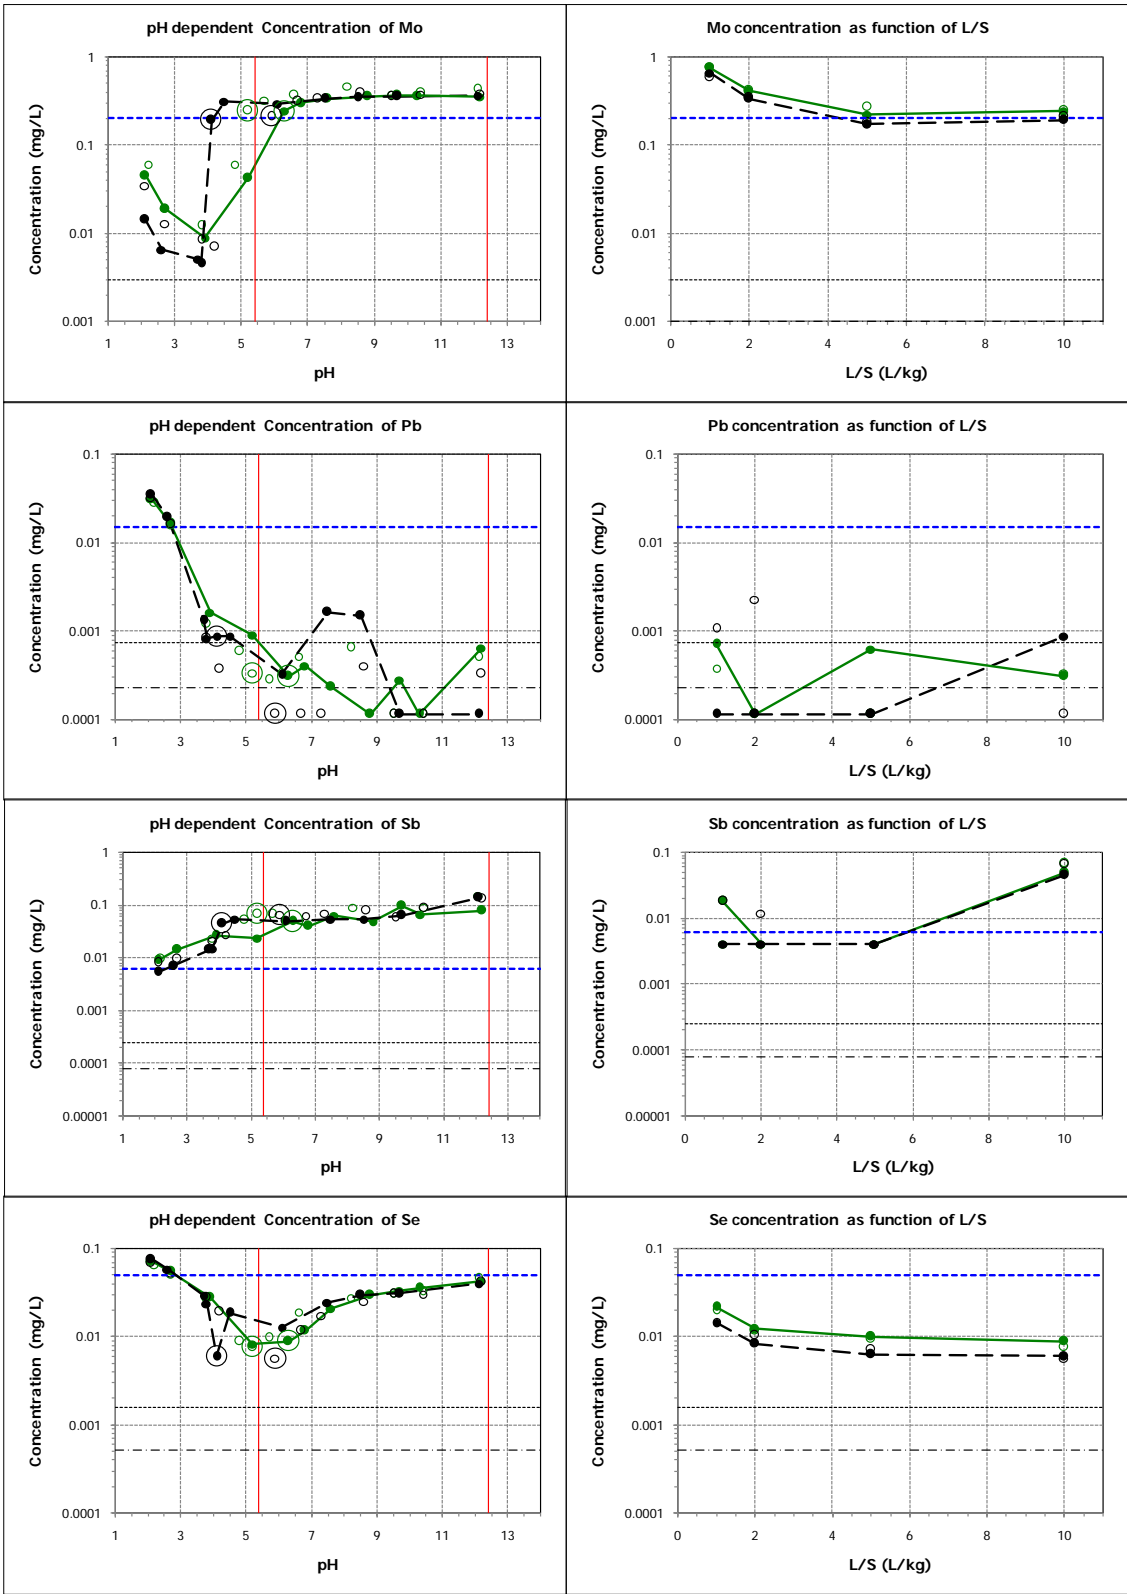 pH dependent Concentration of Mo
Concentration (mg/L)
1
0.1
0.01
0.001
1 3 5 7 9 11 13
pH
Mo concentration as function of L/S
Concentration (mg/L)
1
0.1
0.01
0.001
0 2 4 6 8 10
L/S (L/kg)
pH dependent Concentration of Pb
Concentration (mg/L)
0.1
0.01
0.001
0.0001
1 3 5 7 9 11 13
pH
Pb concentration as function of L/S
Concentration (mg/L)
0.1
0.01
0.001
0.0001
0 2 4 6 8 10
L/S (L/kg)
pH dependent Concentration of Sb
Concentration (mg/L)
1
0.1
0.01
0.001
0.0001
0.00001
1 3 5 7 9 11 13
pH
Sb concentration as function of L/S
Concentration (mg/L)
0.1
0.01
0.001
0.0001
0.00001
0 2 4 6 8 10
L/S (L/kg)
pH dependent Concentration of Se
Concentration (mg/L)
0.1
0.01
0.001
0.0001
1 3 5 7 9 11 13
pH
Se concentration as function of L/S
Concentration (mg/L)
0.1
0.01
0.001
0.0001
0 2 4 6 8 10
L/S (L/kg)